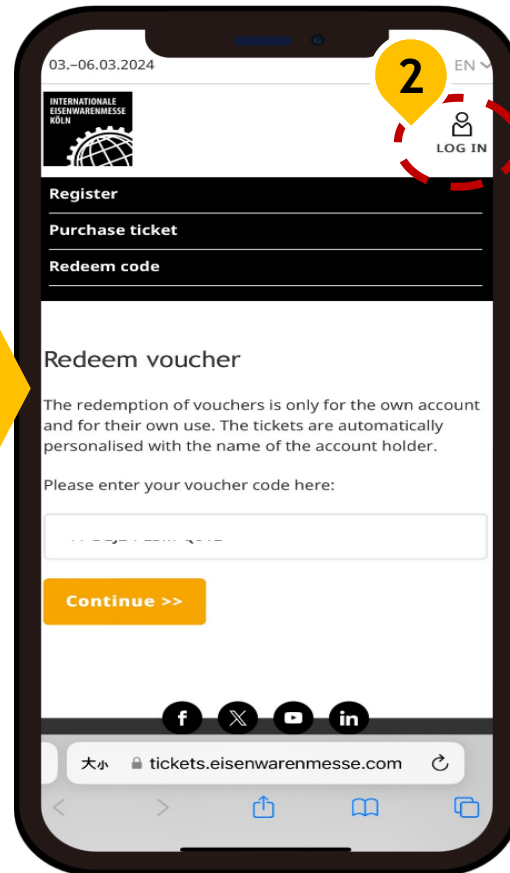 03.–06.03.2024
EN
2
INTERNATIONALE
EISENWARENMESSE
KÖLN
LOG IN
Register
Purchase ticket
Redeem code
Redeem voucher
The redemption of vouchers is only for the own account
and for their own use. The tickets are automatically
personalised with the name of the account holder.
Please enter your voucher code here:
Continue >>
f X in
大小 tickets.eisenwarenmesse.com